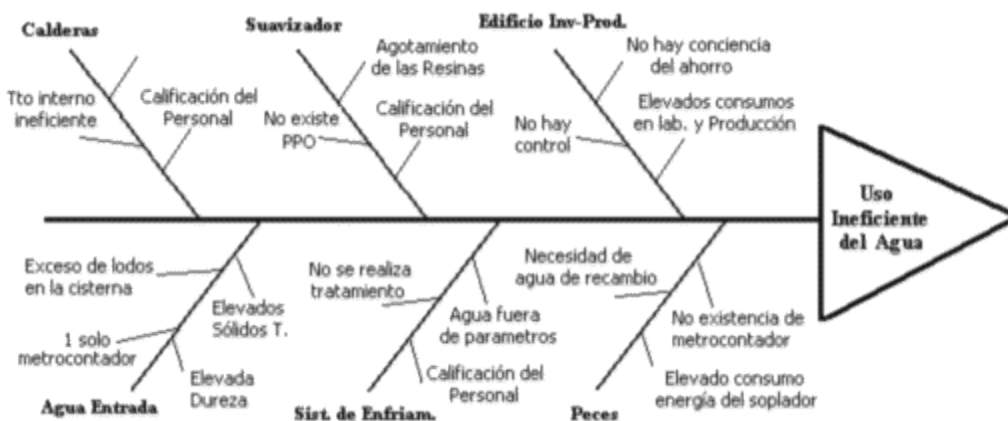 Calderas
Tto interno
ineficiente
Calificación del
Personal
Suavizador
Agotamiento
de las Resinas
No existe
PPO
Calificación del
Personal
Edificio Inv-Prod.
No hay conciencia
del ahorro
No hay
control
Elevados consumos
en lab. y Producción
Uso
Ineficiente
del Agua
Exceso de lodos
en la cisterna
Elevados
Sólidos T.
1 solo
metrocontador
Elevada
Dureza
Agua Entrada
No se realiza
tratamiento
Agua fuera
de parametros
Calificación del
Personal
Sist. de Enfriam.
Necesidad de
agua de recambio
No existencia de
metrocontador
Elevado consumo
energía del soplador
Peces